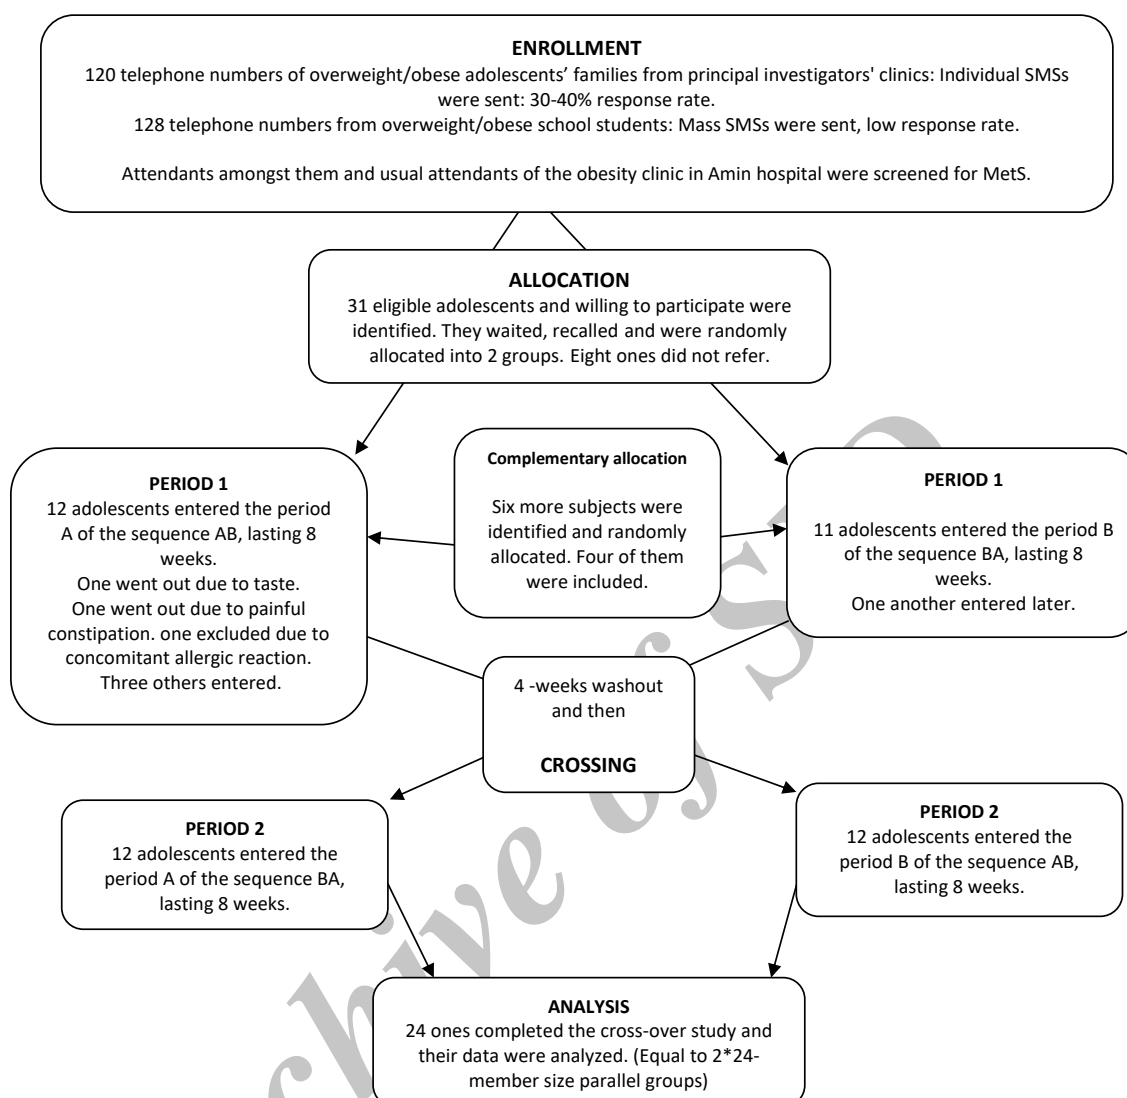 ENROLLMENT
120 telephone numbers of overweight/obese adolescents’ families from principal investigators' clinics: Individual SMSs
were sent: 30-40% response rate.
128 telephone numbers from overweight/obese school students: Mass SMSs were sent, low response rate.
Attendants amongst them and usual attendants of the obesity clinic in Amin hospital were screened for MetS.
ALLOCATION
31 eligible adolescents and willing to participate were
identified. They waited, recalled and were randomly
allocated into 2 groups. Eight ones did not refer.
PERIOD 1
12 adolescents entered the period
A of the sequence AB, lasting 8
weeks.
One went out due to taste.
One went out due to painful
constipation. one excluded due to
concomitant allergic reaction.
Three others entered.
Complementary allocation
Six more subjects were
identified and randomly
allocated. Four of them
were included.
PERIOD 1
11 adolescents entered the period B
of the sequence BA, lasting 8
weeks.
One another entered later.
4 -weeks washout
and then
CROSSING
PERIOD 2
12 adolescents entered the
period A of the sequence BA,
lasting 8 weeks.
PERIOD 2
12 adolescents entered the
period B of the sequence AB,
lasting 8 weeks.
ANALYSIS
24 ones completed the cross-over study and
their data were analyzed. (Equal to 2*24-
member size parallel groups)